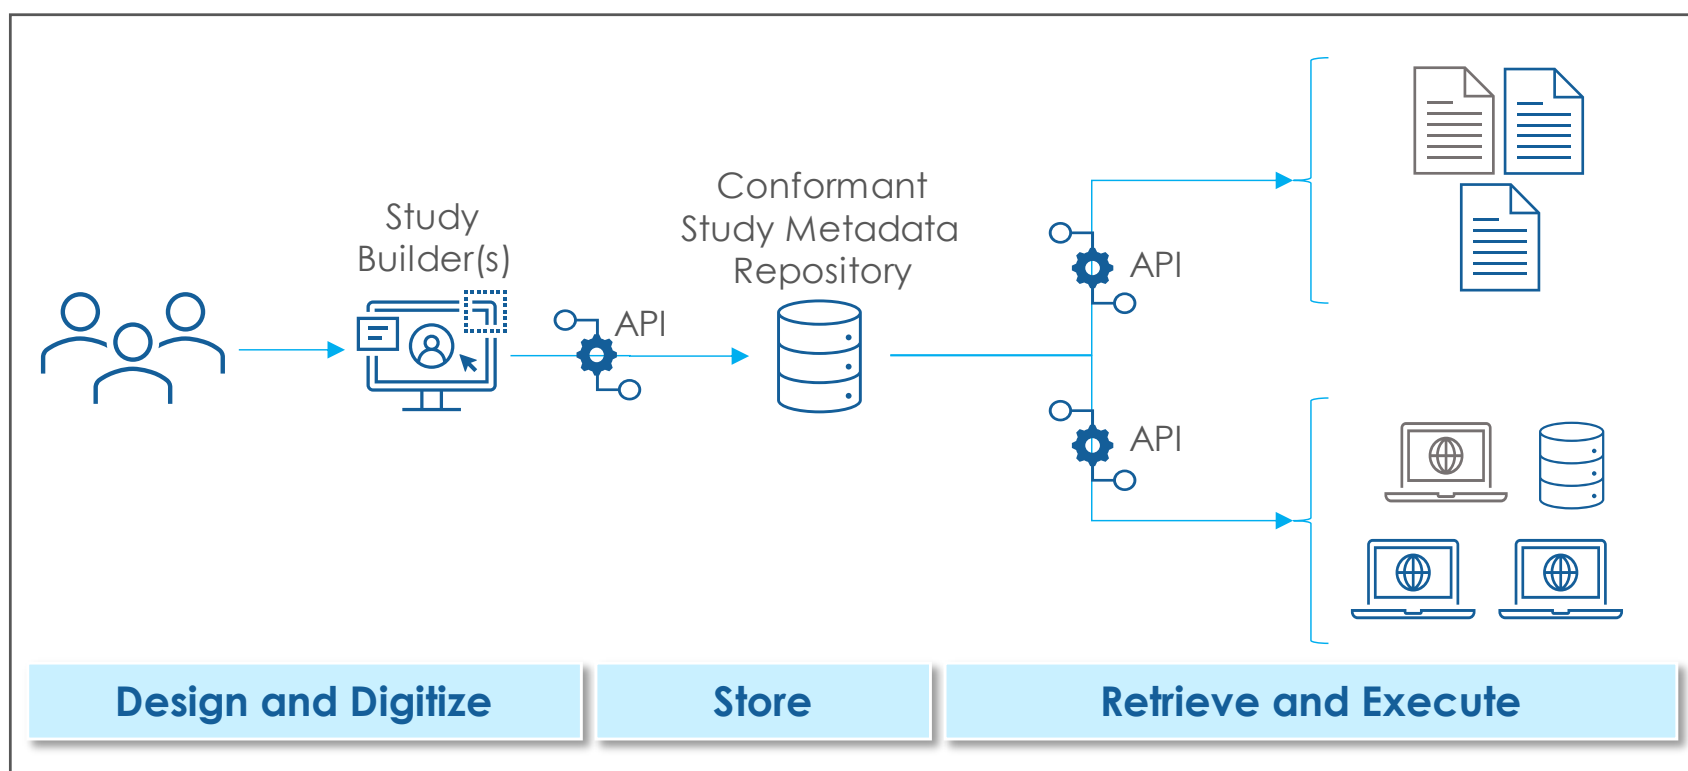 Study
Builder(s)
API
Conformant
Study Metadata
Repository
API
API
Design and Digitize
Store
Retrieve and Execute